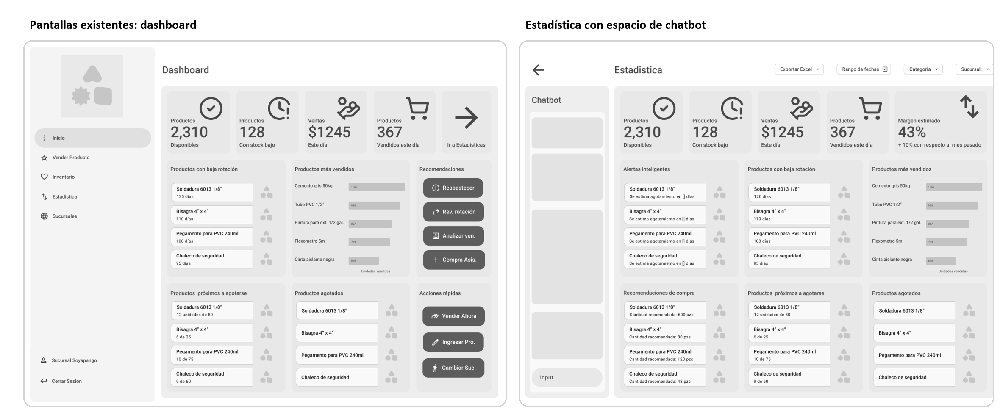 Pantallas existentes: dashboard
Inicio
Vender Producto
Inventario
Estadistica
Sucursales
Sucursal Soyapango
Cerrar Sesión
Dashboard
Productos
2,310
Disponibles
Productos
128
Con stock bajo
Ventas
$1245
Este día
Productos
367
Vendidos este día
Ir a Estadisticas
Productos con baja rotación
Soldadura 6013 1/8”
120 días
Bisagra 4” x 4”
110 días
Pegamento para PVC 240ml
100 días
Chaleco de seguridad
95 días
Productos más vendidos
Cemento gris 50kg
1069
Tubo PVC 1/2”
938
Pintura para ext. 1/2 gal.
867
Flexometro 5m
733
Cinta aislante negra
610
Unidades vendidas
Recomendaciones
Reabastecer
Rev. rotación
Analizar ven.
Compra Asis.
Productos próximos a agotarse
Soldadura 6013 1/8”
12 unidades de 50
Bisagra 4” x 4”
6 de 25
Pegamento para PVC 240ml
10 de 75
Chaleco de seguridad
9 de 60
Productos agotados
Soldadura 6013 1/8”
Bisagra 4” x 4”
Pegamento para PVC 240ml
Chaleco de seguridad
Acciones rápidas
Vender Ahora
Ingresar Pro.
Cambiar Suc.
Estadística con espacio de chatbot
Estadistica
Exportar Excel
Rango de fechas
Categoria
Sucursal:
Chatbot
Input
Productos
2,310
Disponibles
Productos
128
Con stock bajo
Ventas
$1245
Este día
Productos
367
Vendidos este día
Margen estimado
43%
+ 10% con respecto al mes pasado
Alertas inteligentes
Soldadura 6013 1/8”
Se estima agotamiento en [] días
Bisagra 4” x 4”
Se estima agotamiento en [] días
Pegamento para PVC 240ml
Se estima agotamiento en [] días
Chaleco de seguridad
Se estima agotamiento en [] días
Productos con baja rotación
Soldadura 6013 1/8”
120 días
Bisagra 4” x 4”
110 días
Pegamento para PVC 240ml
100 días
Chaleco de seguridad
95 días
Productos más vendidos
Cemento gris 50kg
1069
Tubo PVC 1/2”
938
Pintura para ext. 1/2 gal.
867
Flexometro 5m
733
Cinta aislante negra
610
Unidades vendidas
Recomendaciones de compra
Soldadura 6013 1/8”
Cantidad recomendada: 600 pzs
Bisagra 4” x 4”
Cantidad recomendada: 80 pzs
Pegamento para PVC 240ml
Cantidad recomendada: 120 pzs
Chaleco de seguridad
Cantidad recomendada: 48 pzs
Productos próximos a agotarse
Soldadura 6013 1/8”
12 unidades de 50
Bisagra 4” x 4”
6 de 25
Pegamento para PVC 240ml
10 de 75
Chaleco de seguridad
9 de 60
Productos agotados
Soldadura 6013 1/8”
Bisagra 4” x 4”
Pegamento para PVC 240ml
Chaleco de seguridad